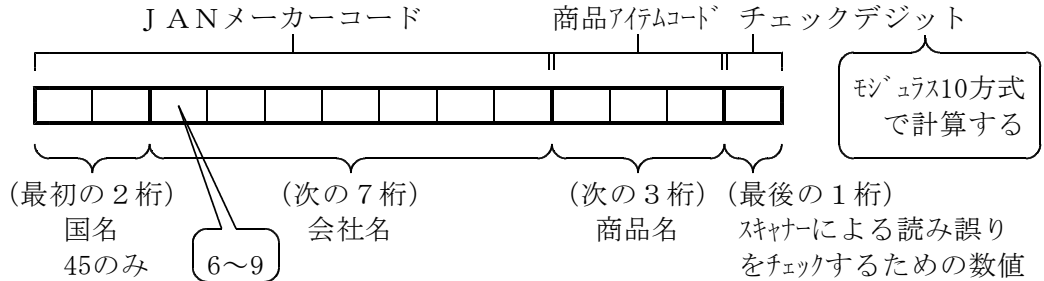 ＪＡＮメーカーコード　商品ｱｲﾃﾑｺｰﾄﾞ　チェックデジット
ﾓｼﾞｭﾗｽ10方式
で計算する
(最初の２桁)　(次の７桁)　(次の３桁)　(最後の１桁)
国名　会社名　商品名　ｽｷｬﾅｰによる読み誤り
45のみ　6～9　をﾁｪｯｸするための数値